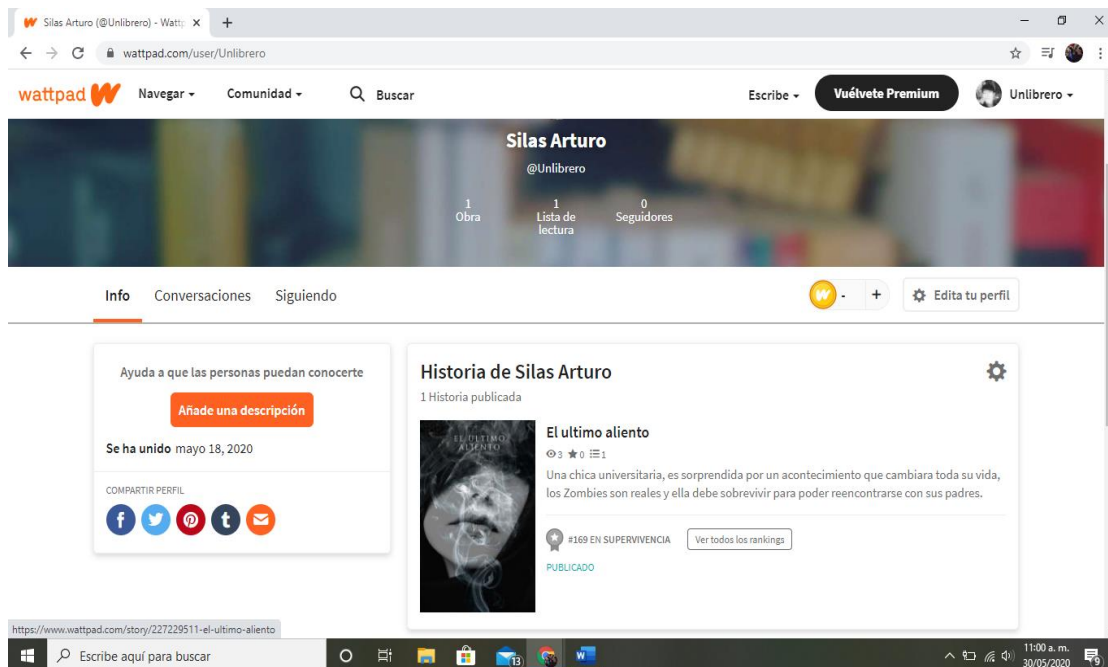 Silas Arturo (@Unlibrero) - Wattp
wattpad.com/user/Unlibrero
wattpad
Navegar
Comunidad
Buscar
Escribe
Vuélvete Premium
Unlibrero
Silas Arturo
@Unlibrero
1
Obra
1
Lista de
lectura
0
Seguidores
Info
Conversaciones
Siguiendo
-
+
Edita tu perfil
Ayuda a que las personas puedan conocerte
Añade una descripción
Se ha unido mayo 18, 2020
COMPARTIR PERFIL
Historia de Silas Arturo
1 Historia publicada
EL ULTIMO
ALIENTO
El ultimo aliento
3 0 1
Una chica universitaria, es sorprendida por un acontecimiento que cambiara toda su vida,
los Zombies son reales y ella debe sobrevivir para poder reencontrarse con sus padres.
#169 EN SUPERVIVENCIA
Ver todos los rankings
PUBLICADO
https://www.wattpad.com/story/227229511-el-ultimo-aliento
Escribe aquí para buscar
13
11:00 a. m.
30/05/2020
9